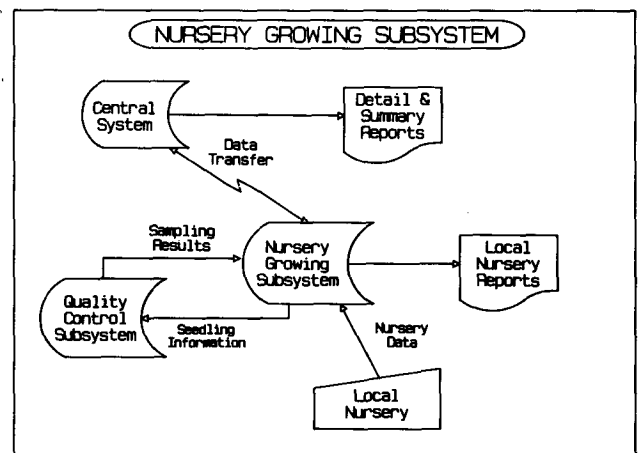 NURSERY GROWING SUBSYSTEM
Central
System
Detail &
Summary
Reports
Data
Transfer
Sampling
Results
Nursery
Growing
Subsystem
Local
Nursery
Reports
Quality
Control
Subsystem
Seedling
Information
Nursery
Data
Local
Nursery